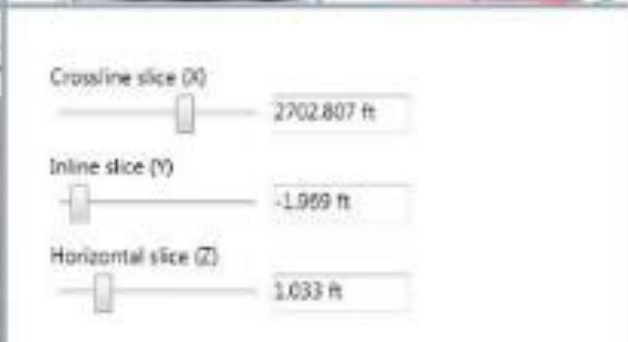 Crossline slice (X)
2702.807 ft
Inline slice (Y)
-1.969 ft
Horizontal slice (Z)
1.033 ft